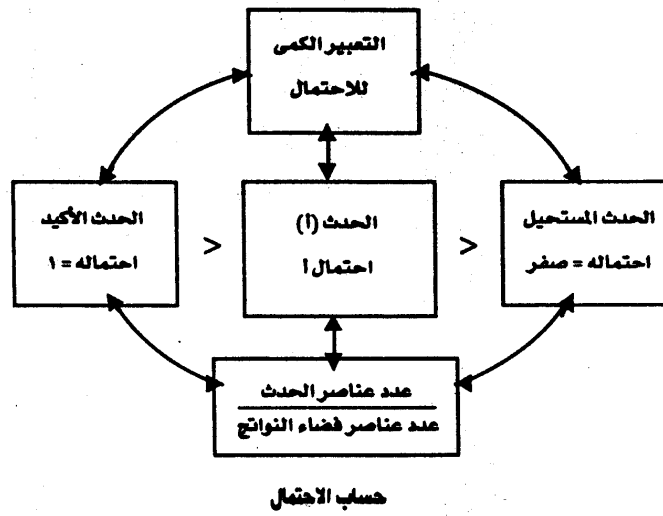 التعبير الكمى
للاحتمال
الحدث المستحيل
احتماله = صفر
>
الحدث (أ)
احتمال أ
>
الحدث الأكيد
احتماله = ١
عدد عناصر الحدث
عدد عناصر فضاء النواتج
حساب الاحتمال